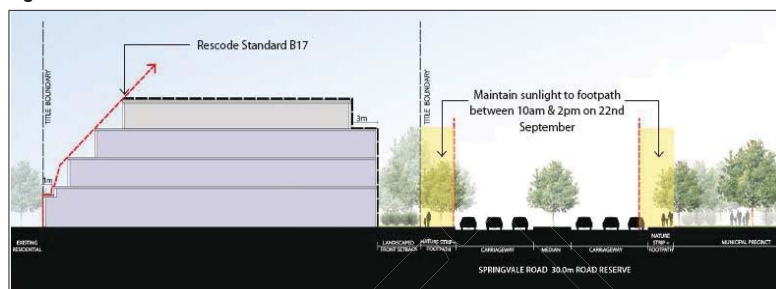 Rescode Standard B17
TITLE BOUNDARY
TITLE BOUNDARY
Maintain sunlight to footpath
between 10am & 2pm on 22nd
September
3m
1m
EXISTING
RESIDENTIAL
LANDSCAPED
FRONT SETBACK
NATURE STRIP +
FOOTPATH
CARRIAGEWAY
MEDIAN
CARRIAGEWAY
NATURE
STRIP +
FOOTPATH
MUNICIPAL PRECINCT
SPRINGVALE ROAD 30.0m ROAD RESERVE